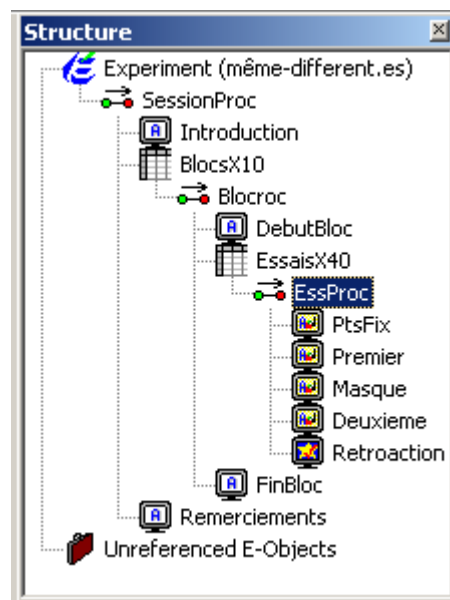 Structure
Experiment (même-different.es)
SessionProc
Introduction
BlocsX10
Blocroc
DebutBloc
EssaisX40
EssProc
PtsFix
Premier
Masque
Deuxieme
Retroaction
FinBloc
Remerciements
Unreferenced E-Objects